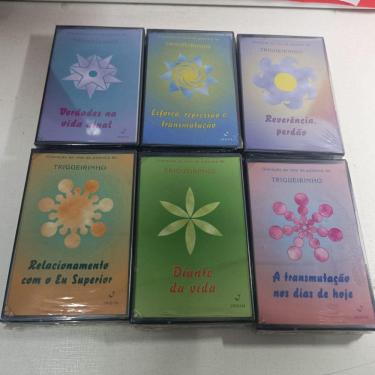 TRIGUEIRINHO
Verdades na
vida atual
TRIGUEIRINHO
Esforço, repressão e
transmutação
TRIGUEIRINHO
Reverência,
perdão
TRIGUEIRINHO
Relacionamento
com o Eu Superior
TRIGUEIRINHO
Diante
da vida
TRIGUEIRINHO
A transmutação
nos dias de hoje